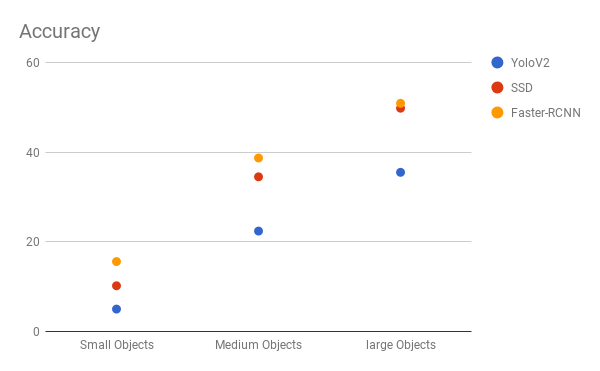 Accuracy
60
40
20
0
Small Objects
Medium Objects
large Objects
YoloV2
SSD
Faster-RCNN